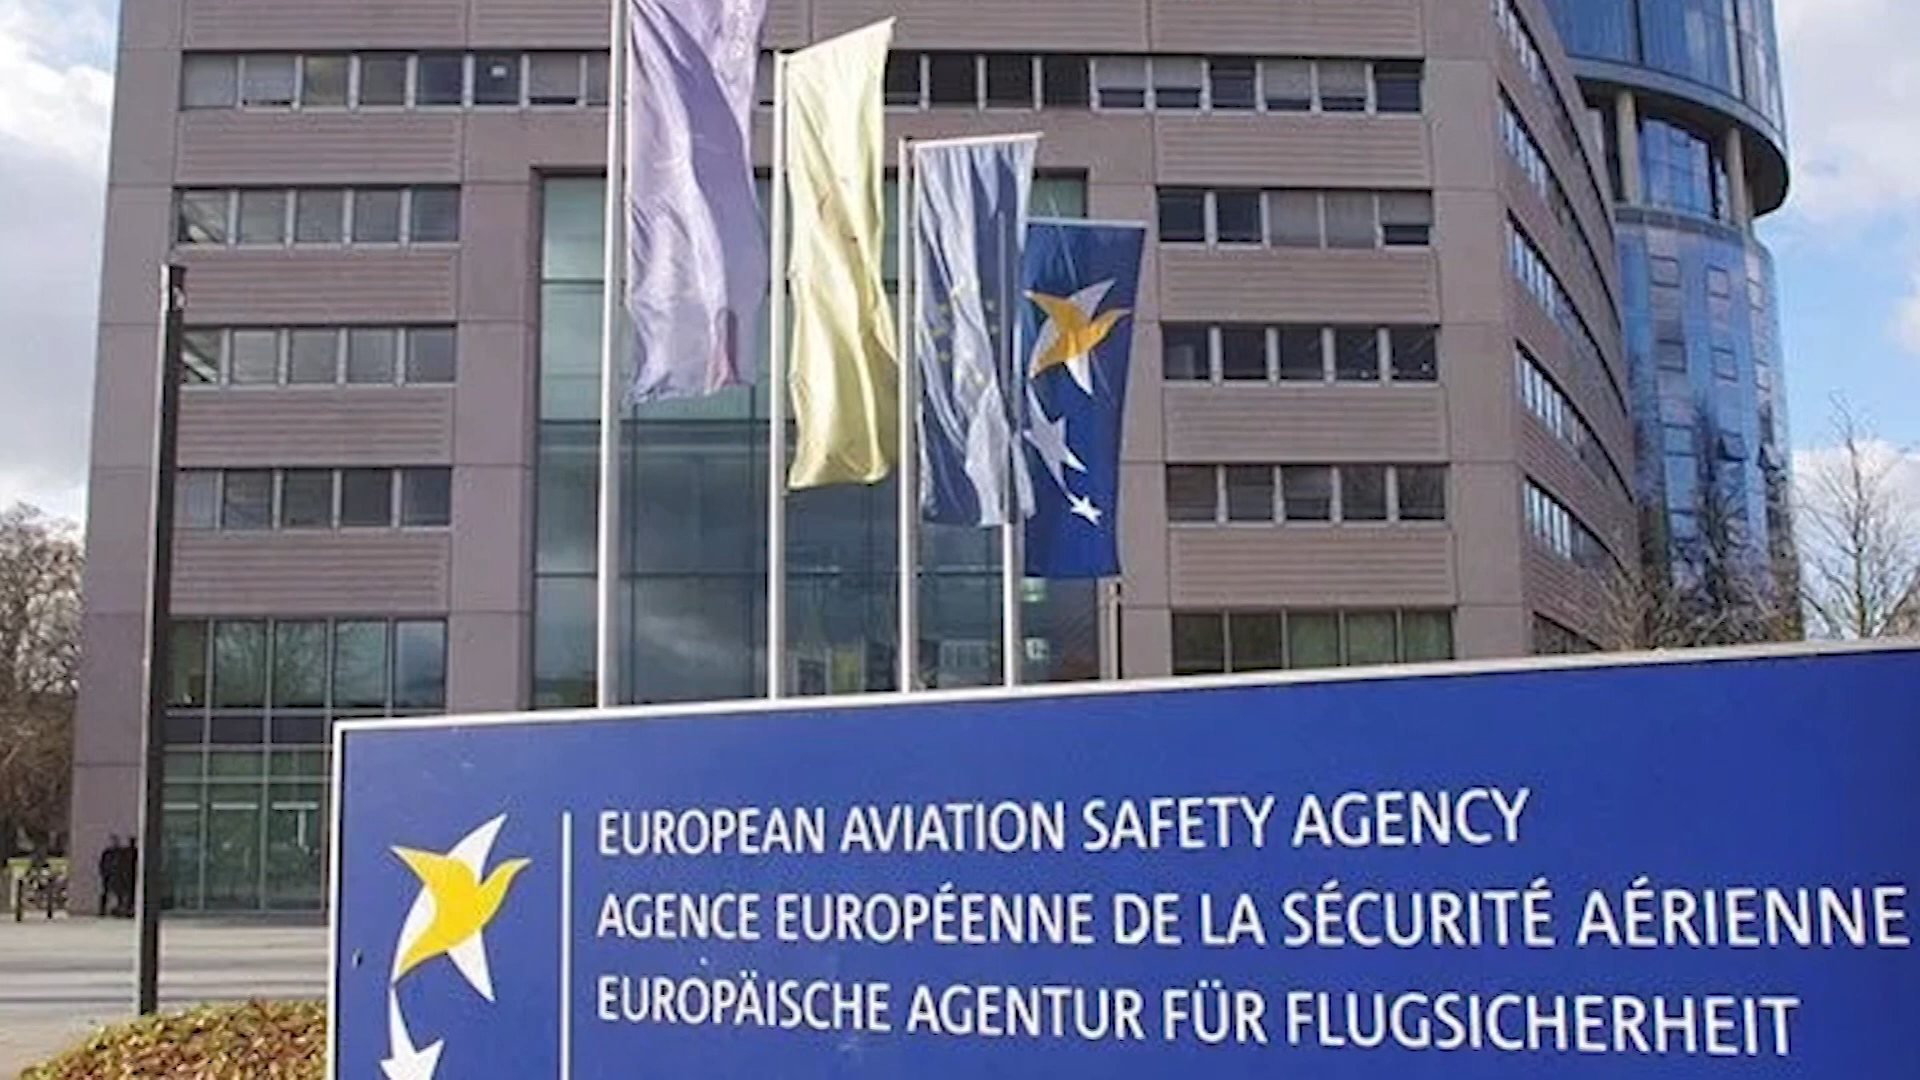 EUROPEAN AVIATION SAFETY AGENCY
AGENCE EUROPÉENNE DE LA SÉCURITÉ AÉRIENNE
EUROPÄISCHE AGENTUR FÜR FLUGSICHERHEIT